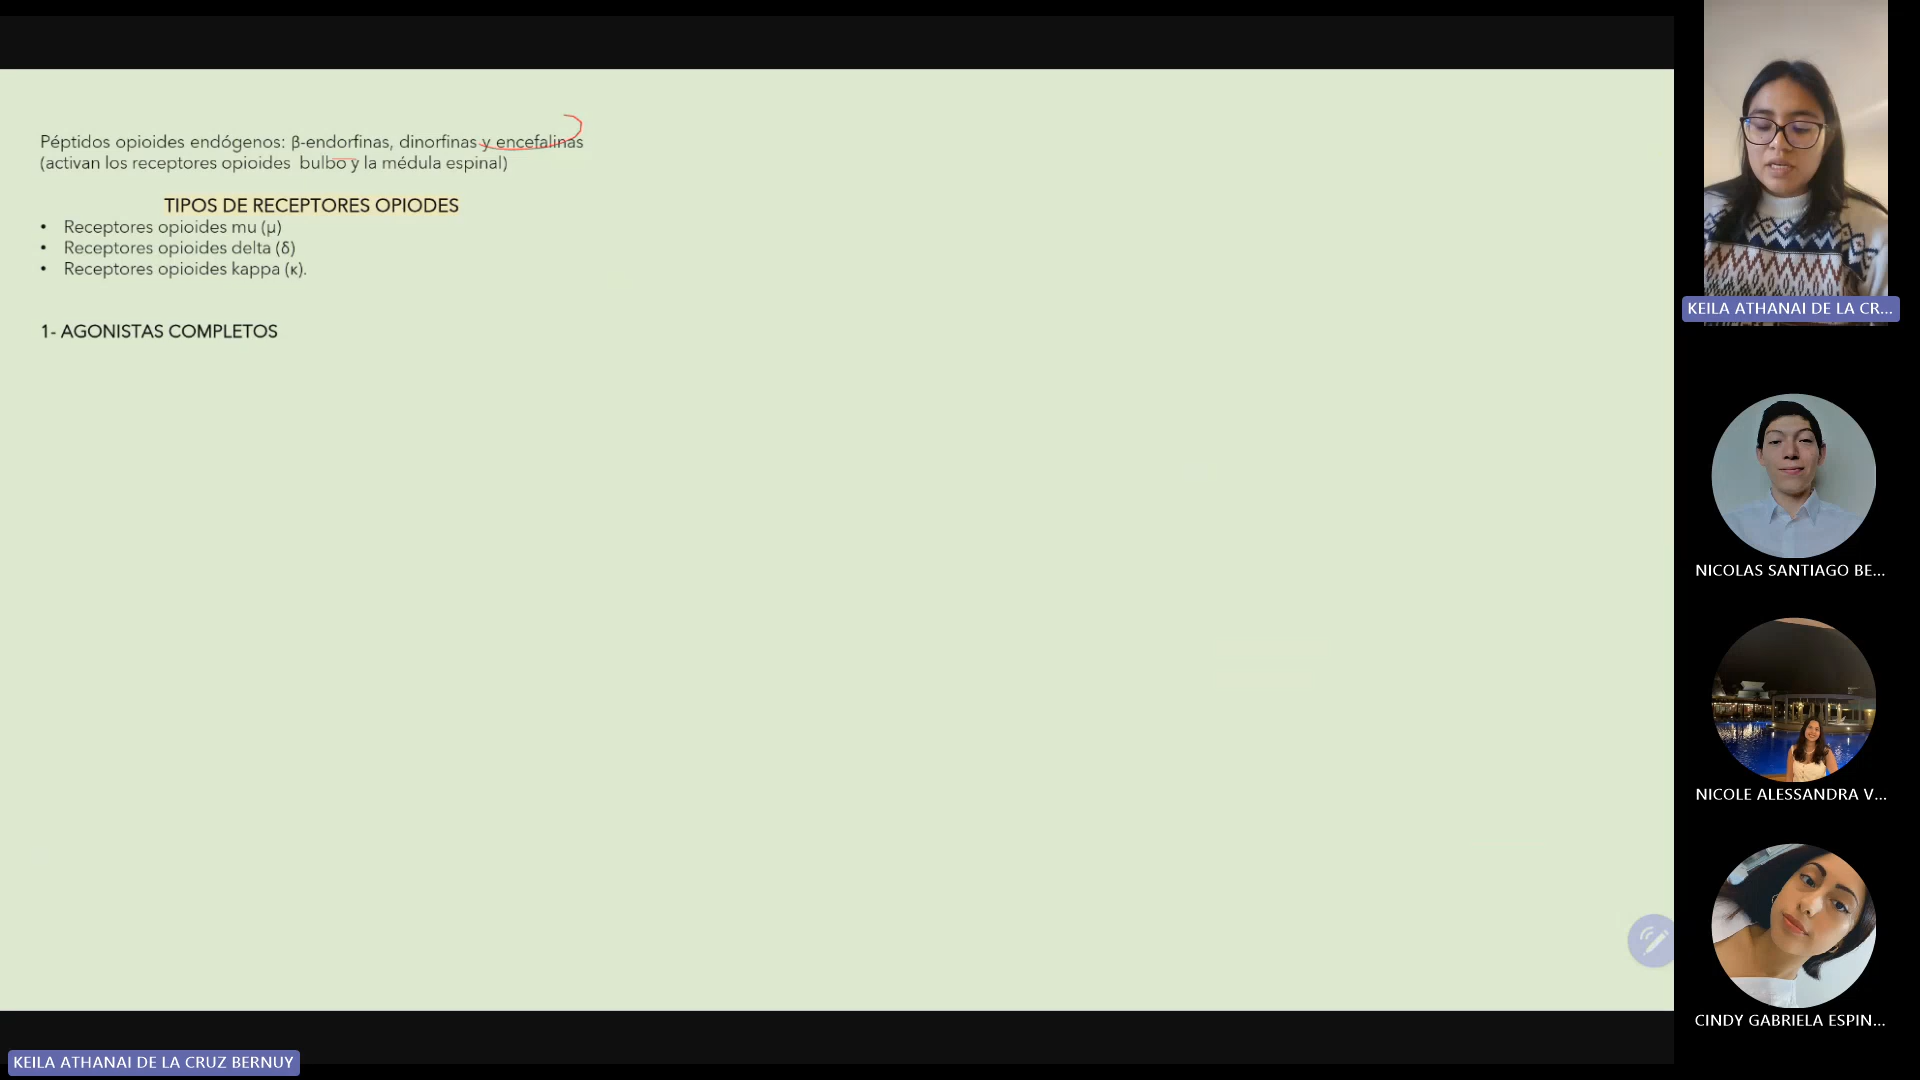 Péptidos opioides endógenos: β-endorfinas, dinorfinas y encefalinas
(activan los receptores opioides bulbo y la médula espinal)
TIPOS DE RECEPTORES OPIODES
• Receptores opioides mu (μ)
• Receptores opioides delta (δ)
• Receptores opioides kappa (κ).
1- AGONISTAS COMPLETOS
KEILA ATHANAI DE LA CR...
NICOLAS SANTIAGO BE...
NICOLE ALESSANDRA V...
CINDY GABRIELA ESPIN...
KEILA ATHANAI DE LA CRUZ BERNUY